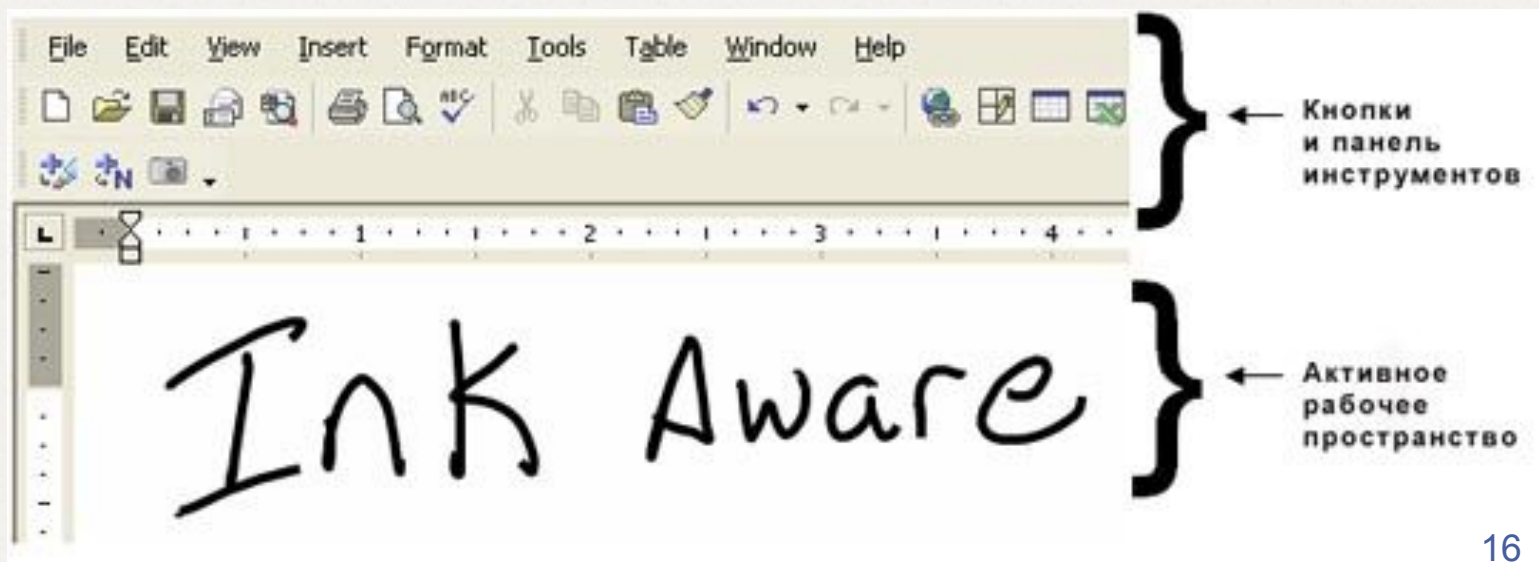 File Edit View Insert Format Tools Table Window Help
ABC
N
Кнопки
и панель
инструментов
L 1 2 3 4
Ink Aware
Активное
рабочее
пространство
16